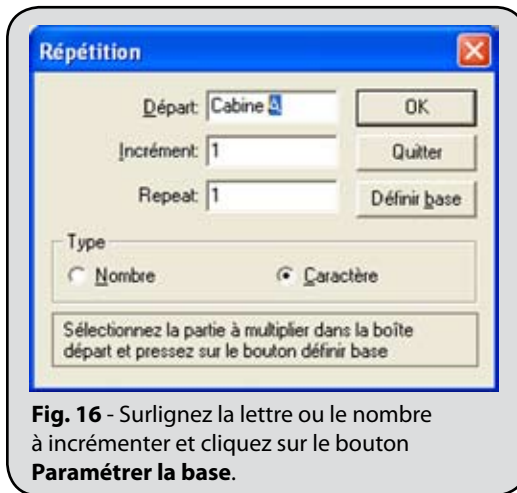 Répétition
Départ: Cabine A
OK
Incrément: 1
Quitter
Repeat: 1
Définir base
Type
Nombre
Caractère
Sélectionnez la partie à multiplier dans la boîte
départ et pressez sur le bouton définir base
Fig. 16 - Surlignez la lettre ou le nombre
à incrémenter et cliquez sur le bouton
Paramétrer la base.